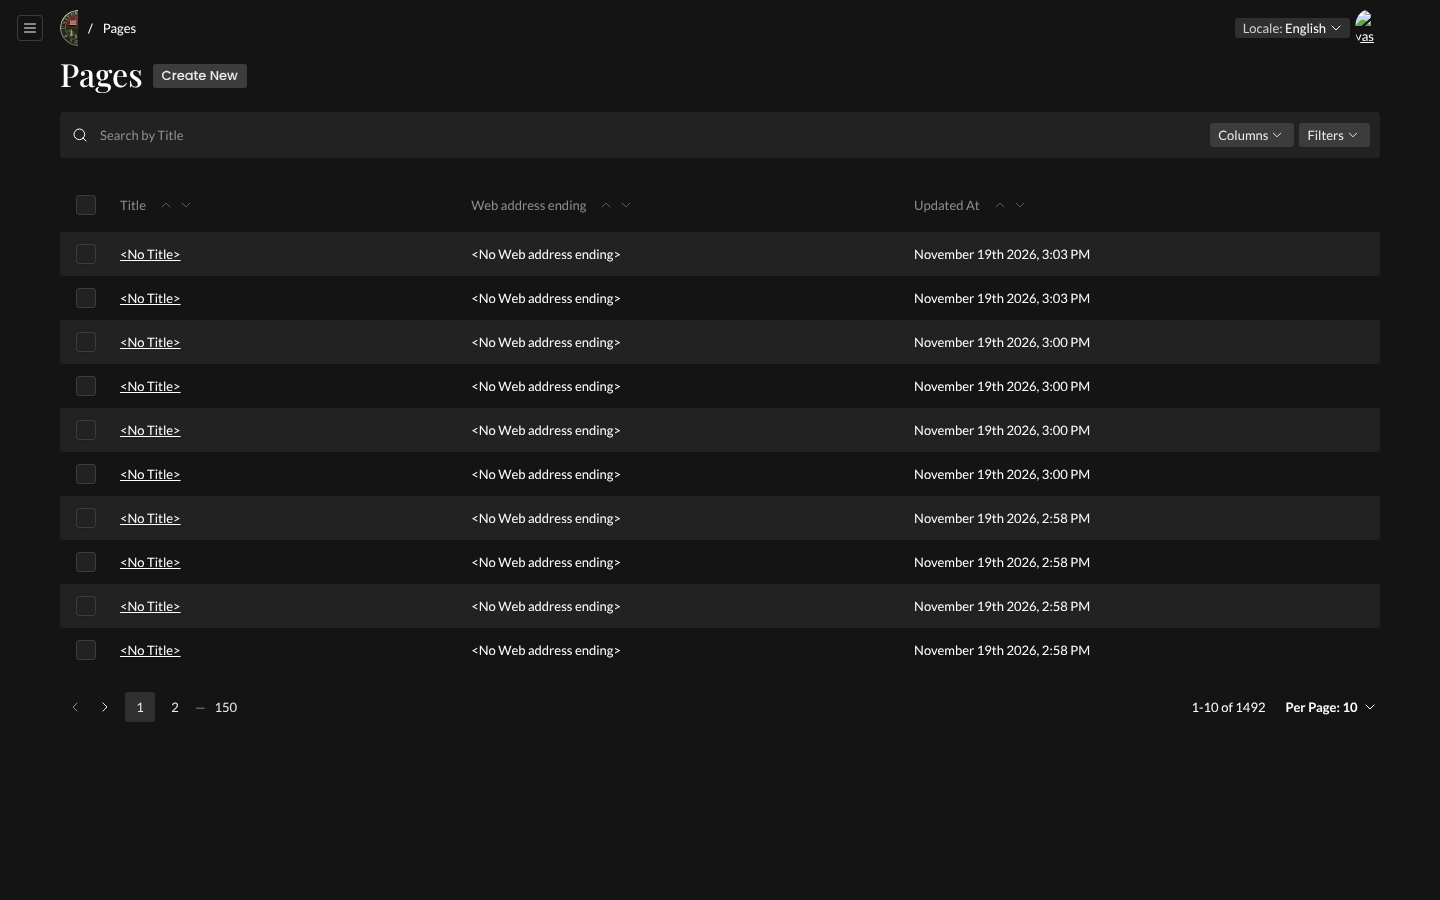 / Pages
Locale: English
vas
Pages
Create New
Search by Title
Columns
Filters
Title
Web address ending
Updated At
<No Title> <No Web address ending> November 19th 2026, 3:03 PM
<No Title> <No Web address ending> November 19th 2026, 3:03 PM
<No Title> <No Web address ending> November 19th 2026, 3:00 PM
<No Title> <No Web address ending> November 19th 2026, 3:00 PM
<No Title> <No Web address ending> November 19th 2026, 3:00 PM
<No Title> <No Web address ending> November 19th 2026, 3:00 PM
<No Title> <No Web address ending> November 19th 2026, 2:58 PM
<No Title> <No Web address ending> November 19th 2026, 2:58 PM
<No Title> <No Web address ending> November 19th 2026, 2:58 PM
<No Title> <No Web address ending> November 19th 2026, 2:58 PM
1 2 — 150
1-10 of 1492
Per Page: 10